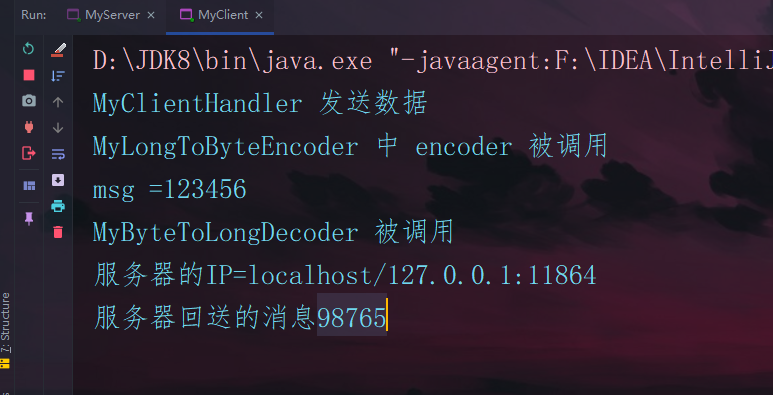 Run: MyServer × MyClient ×
D:\JDK8\bin\java.exe "-javaagent:F:\IDEA\IntelliJ
MyClientHandler 发送数据
MyLongToByteEncoder 中 encoder 被调用
msg =123456
MyByteToLongDecoder 被调用
服务器的IP=localhost/127.0.0.1:11864
服务器回送的消息98765
7: Structure